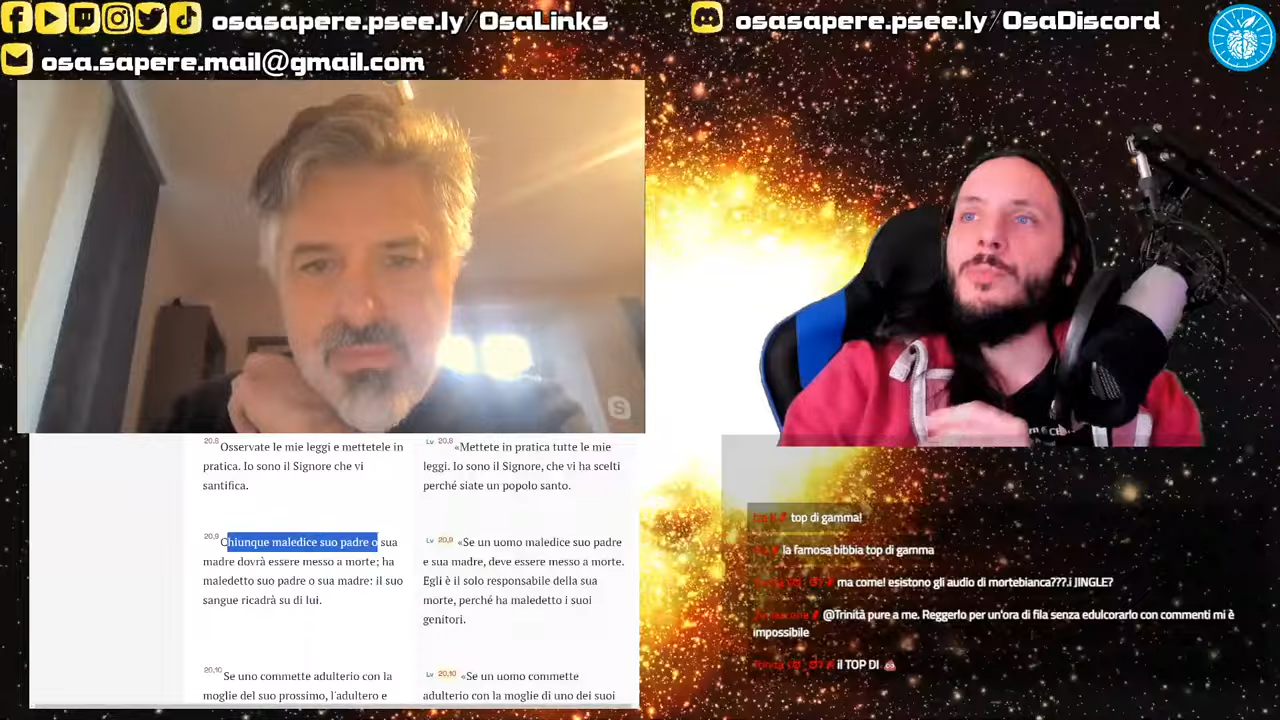 osasapere.psee.ly/OsaLinks
osasapere.psee.ly/OsaDiscord
osa.sapere.mail@gmail.com
20,8 Osservate le mie leggi e mettetele in
pratica. Io sono il Signore che vi
santifica.
Lv 20,8 «Mettete in pratica tutte le mie
leggi. Io sono il Signore, che vi ha scelti
perché siate un popolo santo.
20,9 Chiunque maledice suo padre o sua
madre dovrà essere messo a morte; ha
maledetto suo padre o sua madre: il suo
sangue ricadrà su di lui.
Lv 20,9 «Se un uomo maledice suo padre
e sua madre, deve essere messo a morte.
Egli è il solo responsabile della sua
morte, perché ha maledetto i suoi
genitori.
20,10 Se uno commette adulterio con la
moglie del suo prossimo, l'adultero e
Lv 20,10 «Se un uomo commette
adulterio con la moglie di uno dei suoi
top di gamma!
la famosa bibbia top di gamma
ma come! esistono gli audio di mortebianca???.i JINGLE?
@Trinità pure a me. Reggerlo per un'ora di fila senza edulcorarlo con commenti mi è
impossibile
il TOP DI